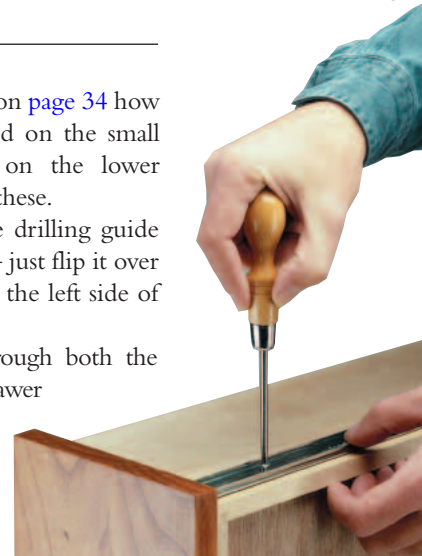 on page 34 how
d on the small
on the lower
these.
e drilling guide
just flip it over
the left side of
rough both the
awer